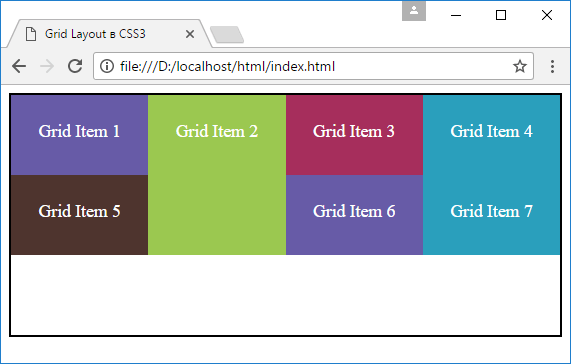 Grid Layout в CSS3
file:///D:/localhost/html/index.html
Grid Item 1
Grid Item 2
Grid Item 3
Grid Item 4
Grid Item 5
Grid Item 6
Grid Item 7